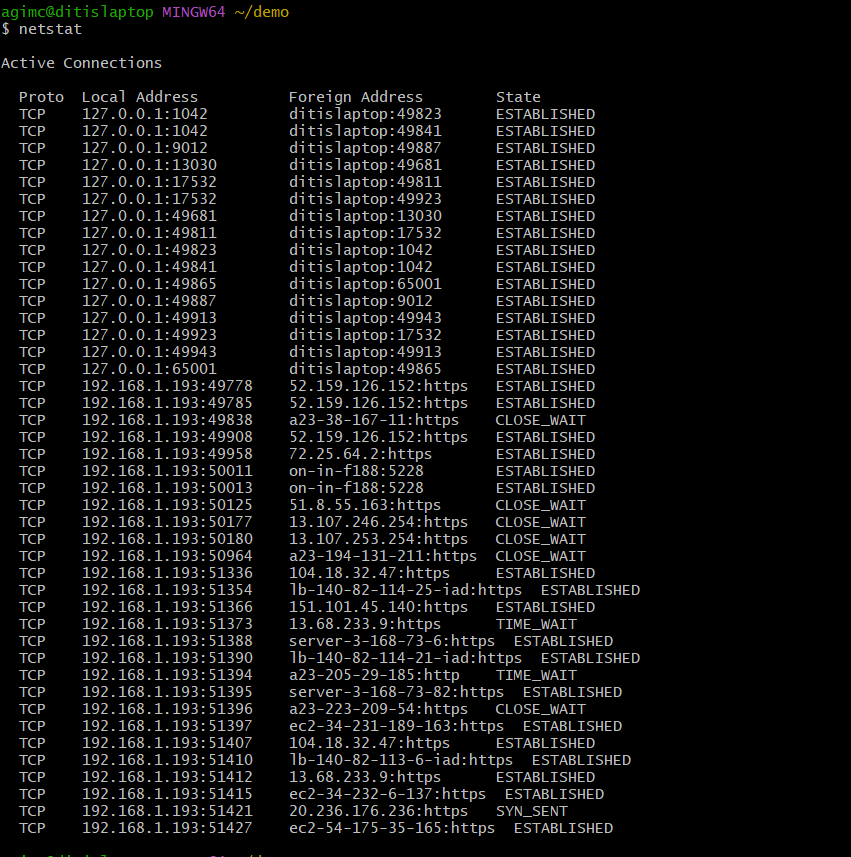 agimc@ditislaptop MINGW64 ~/demo
$ netstat
Active Connections
Proto  Local Address          Foreign Address        State
TCP    127.0.0.1:1042         ditislaptop:49823      ESTABLISHED
TCP    127.0.0.1:1042         ditislaptop:49841      ESTABLISHED
TCP    127.0.0.1:9012         ditislaptop:49887      ESTABLISHED
TCP    127.0.0.1:13030        ditislaptop:49681      ESTABLISHED
TCP    127.0.0.1:17532        ditislaptop:49811      ESTABLISHED
TCP    127.0.0.1:17532        ditislaptop:49923      ESTABLISHED
TCP    127.0.0.1:49681        ditislaptop:13030      ESTABLISHED
TCP    127.0.0.1:49811        ditislaptop:17532      ESTABLISHED
TCP    127.0.0.1:49823        ditislaptop:1042       ESTABLISHED
TCP    127.0.0.1:49841        ditislaptop:1042       ESTABLISHED
TCP    127.0.0.1:49865        ditislaptop:65001      ESTABLISHED
TCP    127.0.0.1:49887        ditislaptop:9012       ESTABLISHED
TCP    127.0.0.1:49913        ditislaptop:49943      ESTABLISHED
TCP    127.0.0.1:49923        ditislaptop:17532      ESTABLISHED
TCP    127.0.0.1:49943        ditislaptop:49913      ESTABLISHED
TCP    127.0.0.1:65001        ditislaptop:49865      ESTABLISHED
TCP    192.168.1.193:49778    52.159.126.152:https   ESTABLISHED
TCP    192.168.1.193:49785    52.159.126.152:https   ESTABLISHED
TCP    192.168.1.193:49838    a23-38-167-11:https    CLOSE_WAIT
TCP    192.168.1.193:49908    52.159.126.152:https   ESTABLISHED
TCP    192.168.1.193:49958    72.25.64.2:https       ESTABLISHED
TCP    192.168.1.193:50011    on-in-f188:5228        ESTABLISHED
TCP    192.168.1.193:50013    on-in-f188:5228        ESTABLISHED
TCP    192.168.1.193:50125    51.8.55.163:https      CLOSE_WAIT
TCP    192.168.1.193:50177    13.107.246.254:https   CLOSE_WAIT
TCP    192.168.1.193:50180    13.107.253.254:https   CLOSE_WAIT
TCP    192.168.1.193:50964    a23-194-131-211:https  CLOSE_WAIT
TCP    192.168.1.193:51336    104.18.32.47:https     ESTABLISHED
TCP    192.168.1.193:51354    lb-140-82-114-25-iad:https  ESTABLISHED
TCP    192.168.1.193:51366    151.101.45.140:https   ESTABLISHED
TCP    192.168.1.193:51373    13.68.233.9:https      TIME_WAIT
TCP    192.168.1.193:51388    server-3-168-73-6:https  ESTABLISHED
TCP    192.168.1.193:51390    lb-140-82-114-21-iad:https  ESTABLISHED
TCP    192.168.1.193:51394    a23-205-29-185:http    TIME_WAIT
TCP    192.168.1.193:51395    server-3-168-73-82:https  ESTABLISHED
TCP    192.168.1.193:51396    a23-223-209-54:https   CLOSE_WAIT
TCP    192.168.1.193:51397    ec2-34-231-189-163:https  ESTABLISHED
TCP    192.168.1.193:51407    104.18.32.47:https     ESTABLISHED
TCP    192.168.1.193:51410    lb-140-82-113-6-iad:https  ESTABLISHED
TCP    192.168.1.193:51412    13.68.233.9:https      ESTABLISHED
TCP    192.168.1.193:51415    ec2-34-232-6-137:https  ESTABLISHED
TCP    192.168.1.193:51421    20.236.176.236:https   SYN_SENT
TCP    192.168.1.193:51427    ec2-54-175-35-165:https  ESTABLISHED